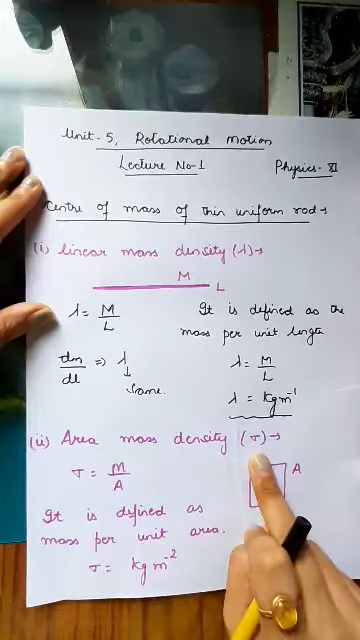 Unit-5, Rotational Motion
Lecture No-1
Physics-XI
Centre of mass of thin uniform rod→
(i) linear mass density (λ)→
M
L
λ = M/L
It is defined as the
mass per unit length
dm/dl => λ
↓
Same.
λ = M/L
λ = kgm⁻¹
(ii) Area mass density (σ)→
σ = M/A
A
It is defined as
mass per unit area.
σ = kgm⁻²